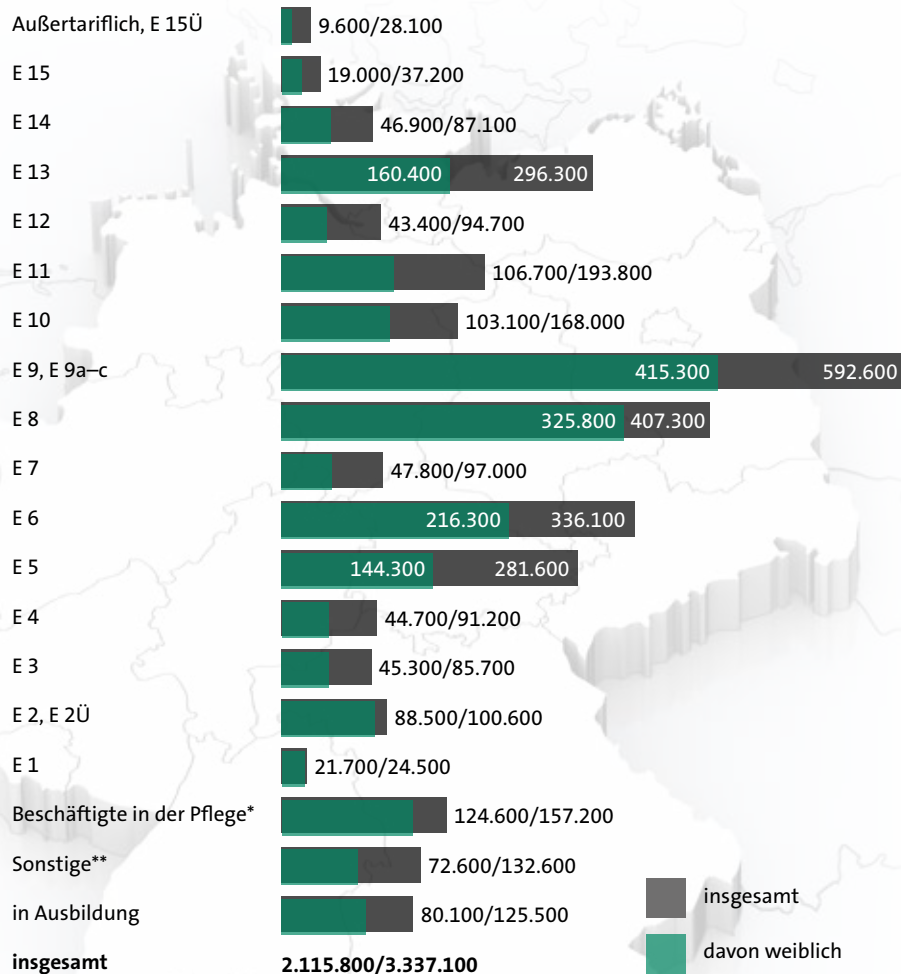 Außertariflich, E 15Ü 9.600/28.100
E 15 19.000/37.200
E 14 46.900/87.100
E 13 160.400 296.300
E 12 43.400/94.700
E 11 106.700/193.800
E 10 103.100/168.000
E 9, E 9a–c 415.300 592.600
E 8 325.800 407.300
E 7 47.800/97.000
E 6 216.300 336.100
E 5 144.300 281.600
E 4 44.700/91.200
E 3 45.300/85.700
E 2, E 2Ü 88.500/100.600
E 1 21.700/24.500
Beschäftigte in der Pflege* 124.600/157.200
Sonstige** 72.600/132.600
in Ausbildung 80.100/125.500
insgesamt 2.115.800/3.337.100
insgesamt
davon weiblich